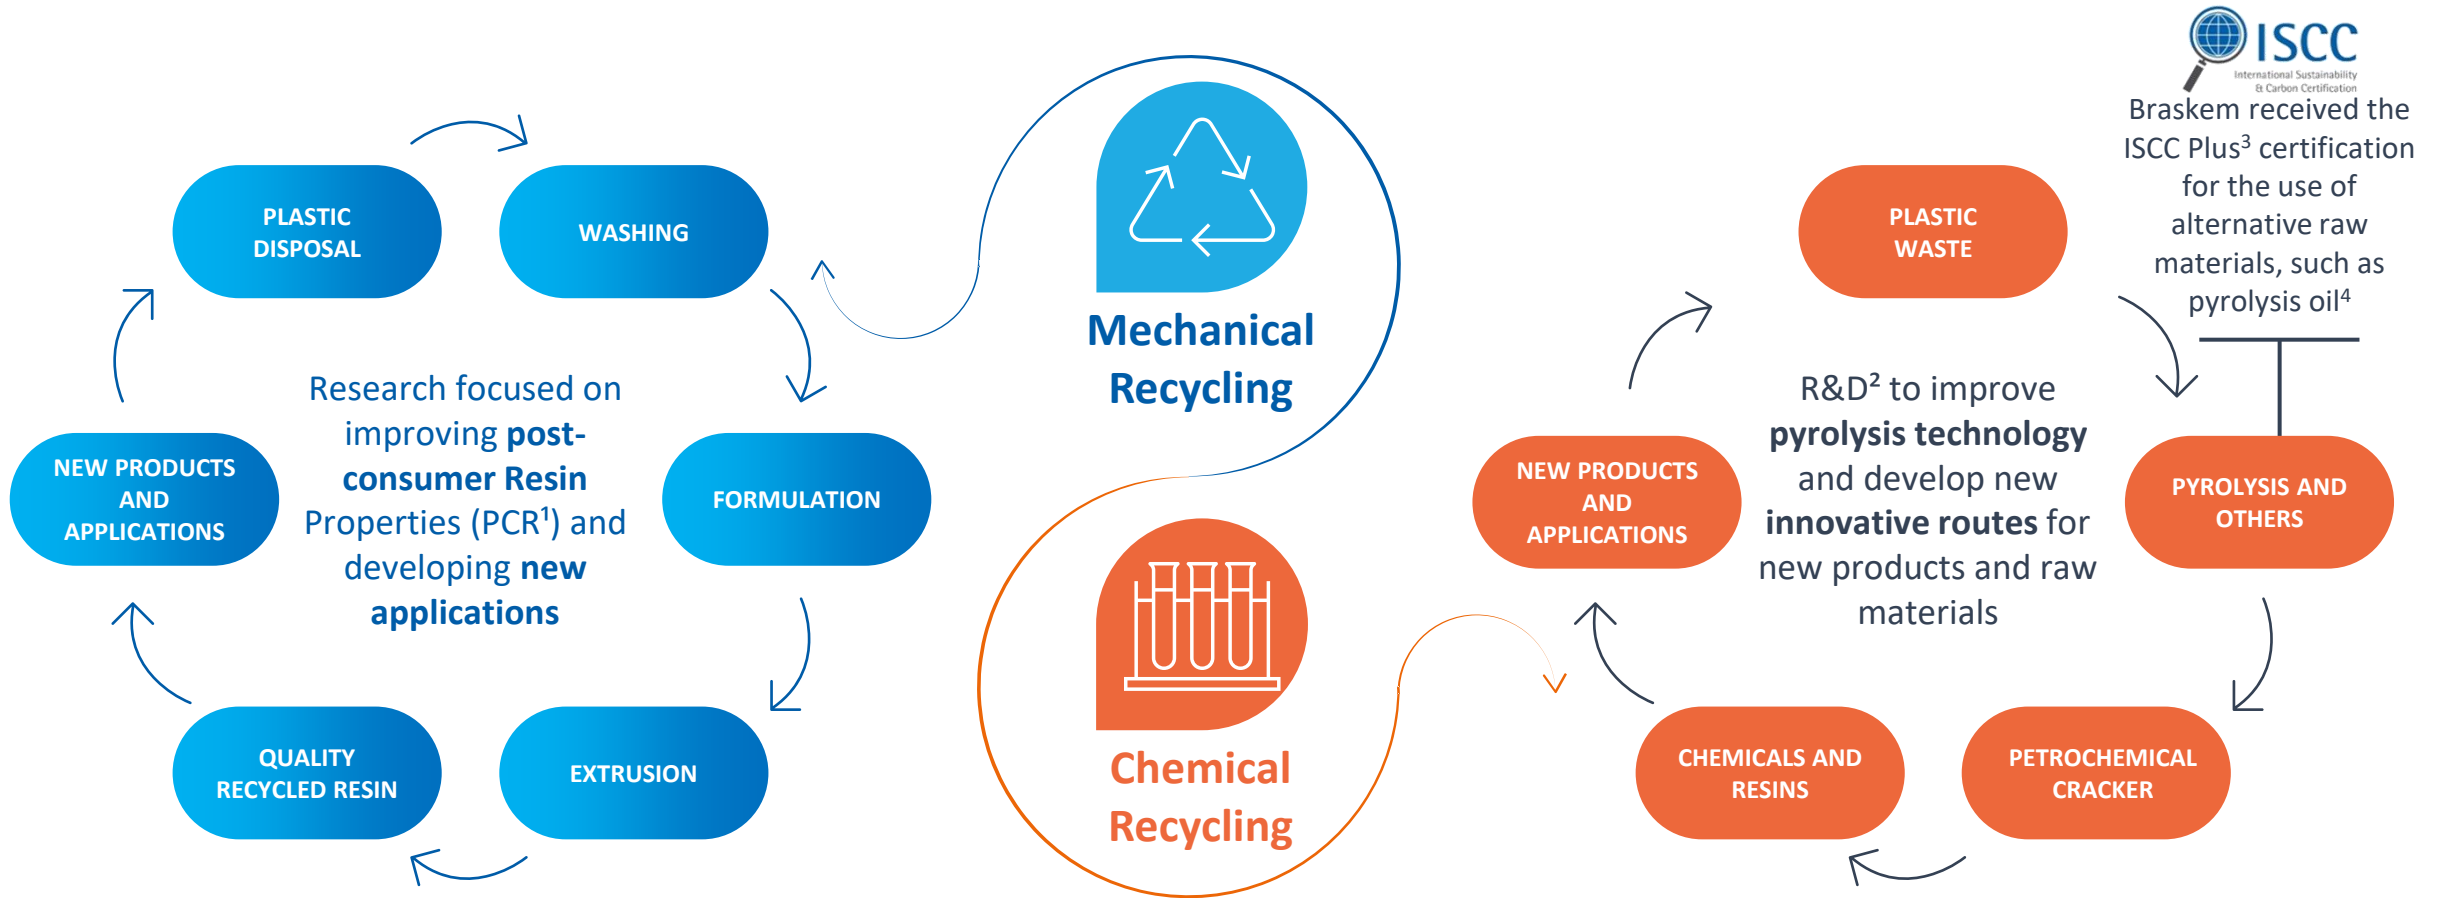 PLASTIC
DISPOSAL
WASHING
FORMULATION
EXTRUSION
QUALITY
RECYCLED RESIN
NEW PRODUCTS
AND
APPLICATIONS
Research focused on
improving post-
consumer Resin
Properties (PCR¹) and
developing new
applications
Mechanical
Recycling
Chemical
Recycling
ISCC
International Sustainability
& Carbon Certification
Braskem received the
ISCC Plus³ certification
for the use of
alternative raw
materials, such as
pyrolysis oil⁴
PLASTIC
WASTE
PYROLYSIS AND
OTHERS
PETROCHEMICAL
CRACKER
CHEMICALS AND
RESINS
NEW PRODUCTS
AND
APPLICATIONS
R&D² to improve
pyrolysis technology
and develop new
innovative routes for
new products and raw
materials